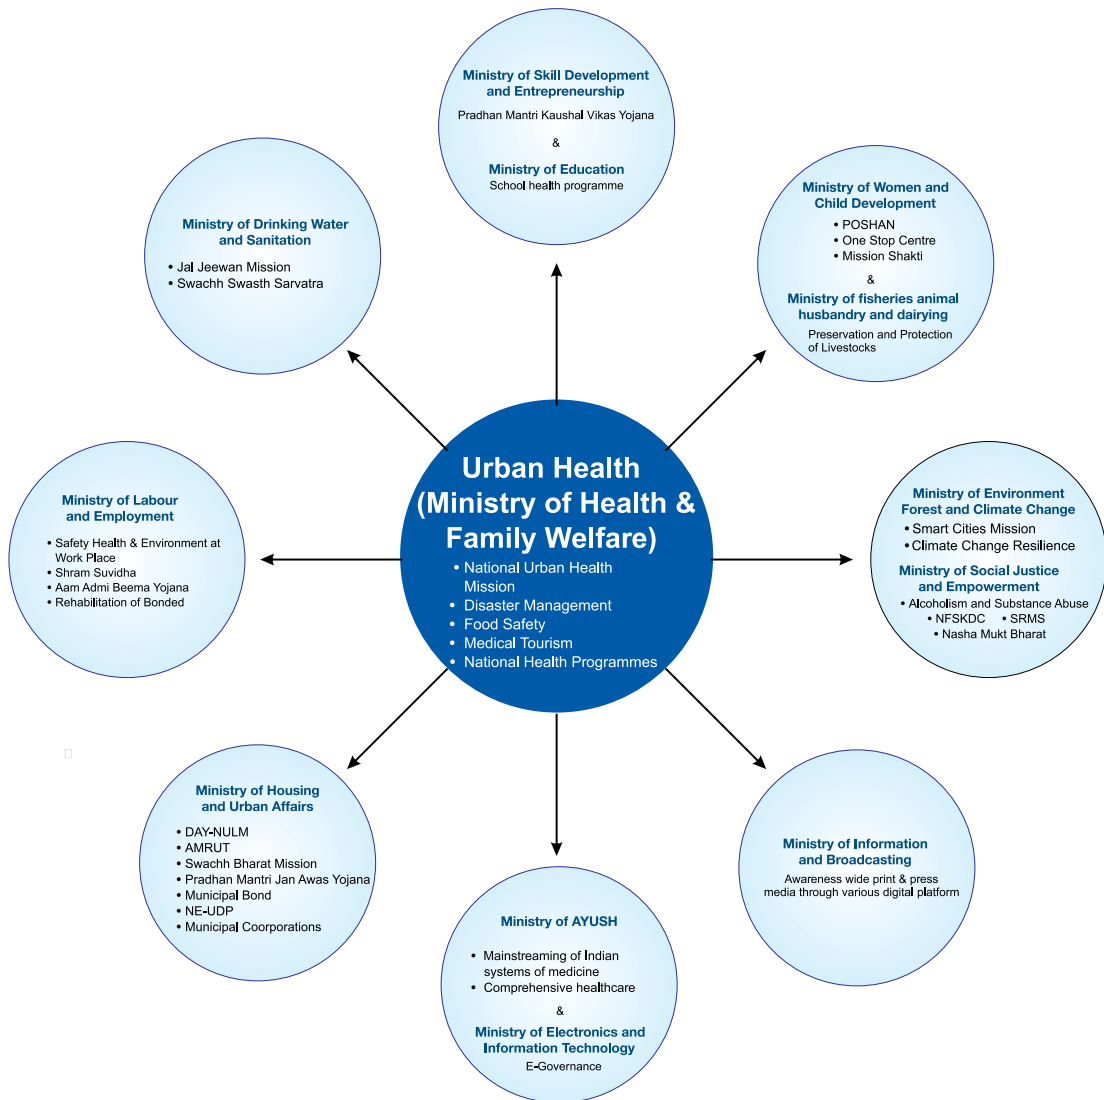 Ministry of Skill Development
and Entrepreneurship
Pradhan Mantri Kaushal Vikas Yojana
&
Ministry of Education
School health programme
Ministry of Women and
Child Development
• POSHAN
• One Stop Centre
• Mission Shakti
&
Ministry of fisheries animal
husbandry and dairying
Preservation and Protection
of Livestocks
Ministry of Drinking Water
and Sanitation
• Jal Jeewan Mission
• Swachh Swasth Sarvatra
Urban Health
(Ministry of Health &
Family Welfare)
• National Urban Health
Mission
• Disaster Management
• Food Safety
• Medical Tourism
• National Health Programmes
Ministry of Labour
and Employment
• Safety Health & Environment at
Work Place
• Shram Suvidha
• Aam Admi Beema Yojana
• Rehabilitation of Bonded
Ministry of Environment
Forest and Climate Change
• Smart Cities Mission
• Climate Change Resilience
Ministry of Social Justice
and Empowerment
• Alcoholism and Substance Abuse
• NFSKDC • SRMS
• Nasha Mukt Bharat
Ministry of Housing
and Urban Affairs
• DAY-NULM
• AMRUT
• Swachh Bharat Mission
• Pradhan Mantri Jan Awas Yojana
• Municipal Bond
• NE-UDP
• Municipal Coorporations
Ministry of AYUSH
• Mainstreaming of Indian
systems of medicine
• Comprehensive healthcare
&
Ministry of Electronics and
Information Technology
E-Governance
Ministry of Information
and Broadcasting
Awareness wide print & press
media through various digital platform